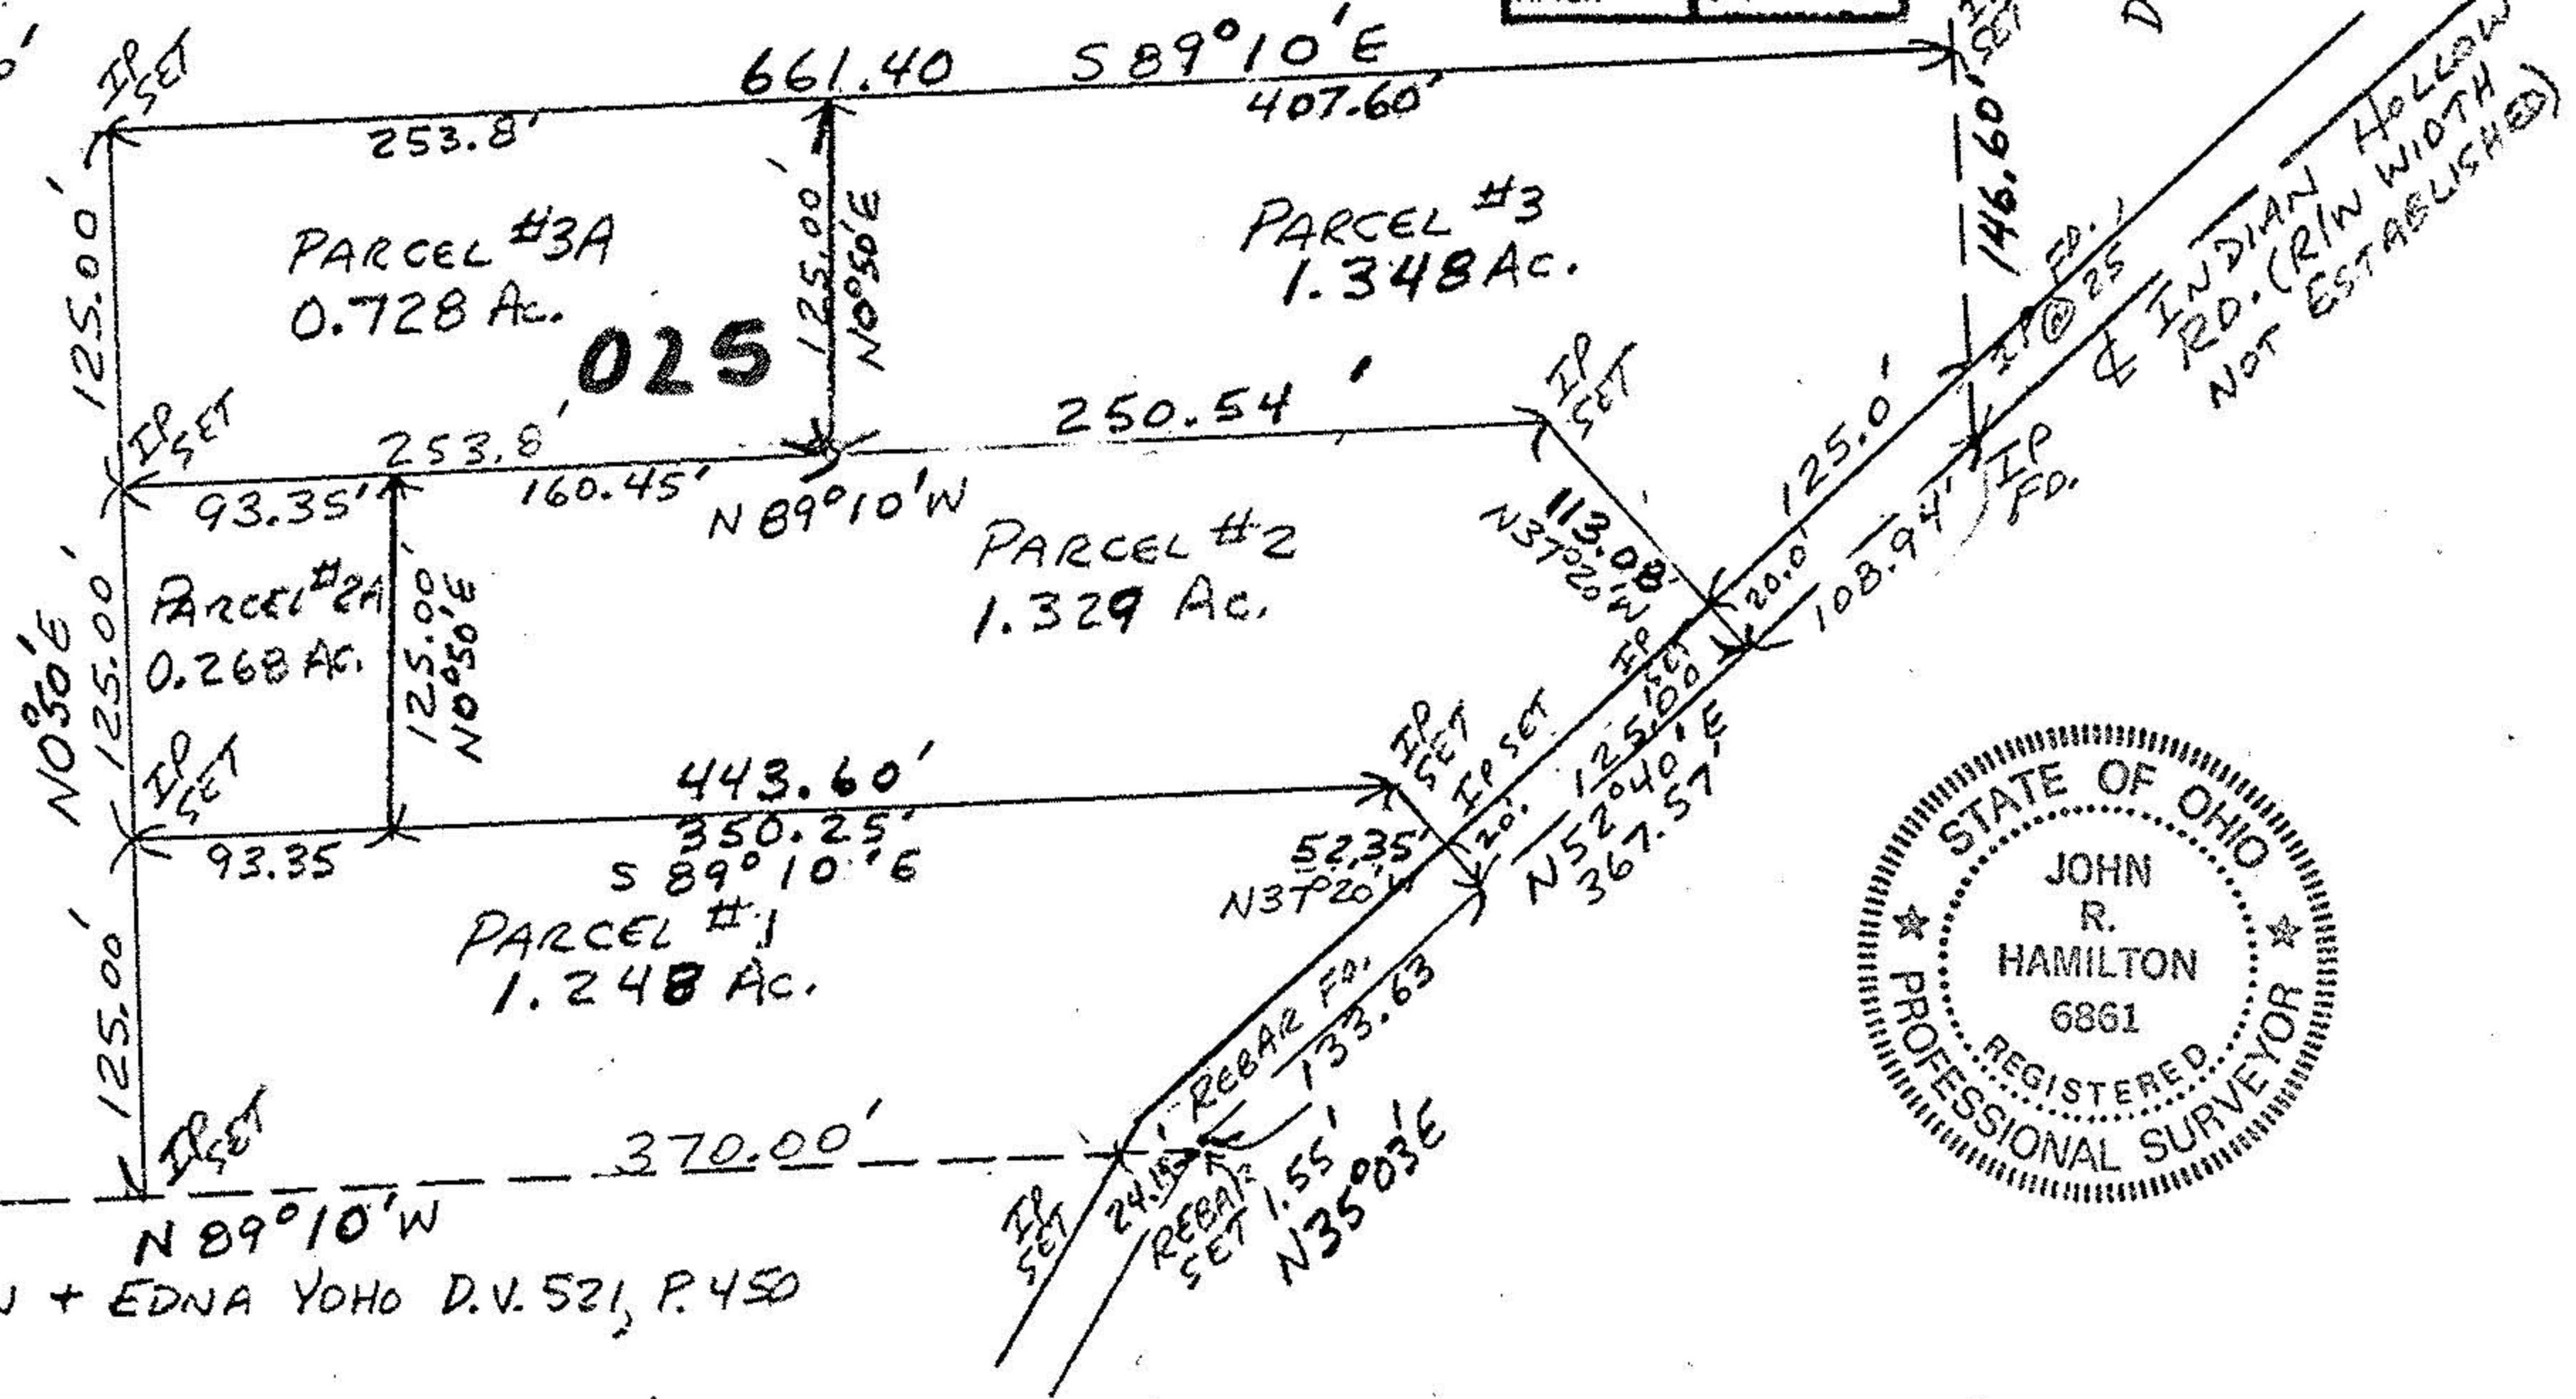 IP SET
661.40 S 89°10'E
253.8'
407.60'
IP SET
146.60'
125.00'
PARCEL #3A
0.728 Ac.
025
125.00'
N0°50'E
PARCEL #3
1.348 Ac.
IP FD.
@ 25'
₵ INDIAN HOLLOW
RD. (R/W WIDTH
NOT ESTABLISHED)
IP SET
253.8'
93.35'
160.45'
N 89°10'W
250.54'
IP SET
125.0'
113.08'
N37°20'W
20.0'
108.94'
IP FD.
N0°50'E
125.00'
PARCEL #2A
0.268 Ac.
125.00'
N0°50'E
PARCEL #2
1.329 Ac.
IP SET
125.00'
N52°40'E
367.57'
IP SET
93.35
443.60'
350.25'
S 89°10'E
IP SET
IP SET
52.35'
N37°20'W
20'
125.00'
PARCEL #1
1.248 Ac.
REBAR FD.
133.63
IP SET
370.00'
N 89°10'W
IP SET
REBAR
SET 1.55'
N35°03'E
+ EDNA YOHO D.V. 521, P. 450
STATE OF OHIO
JOHN
R.
HAMILTON
6861
REGISTERED
PROFESSIONAL SURVEYOR